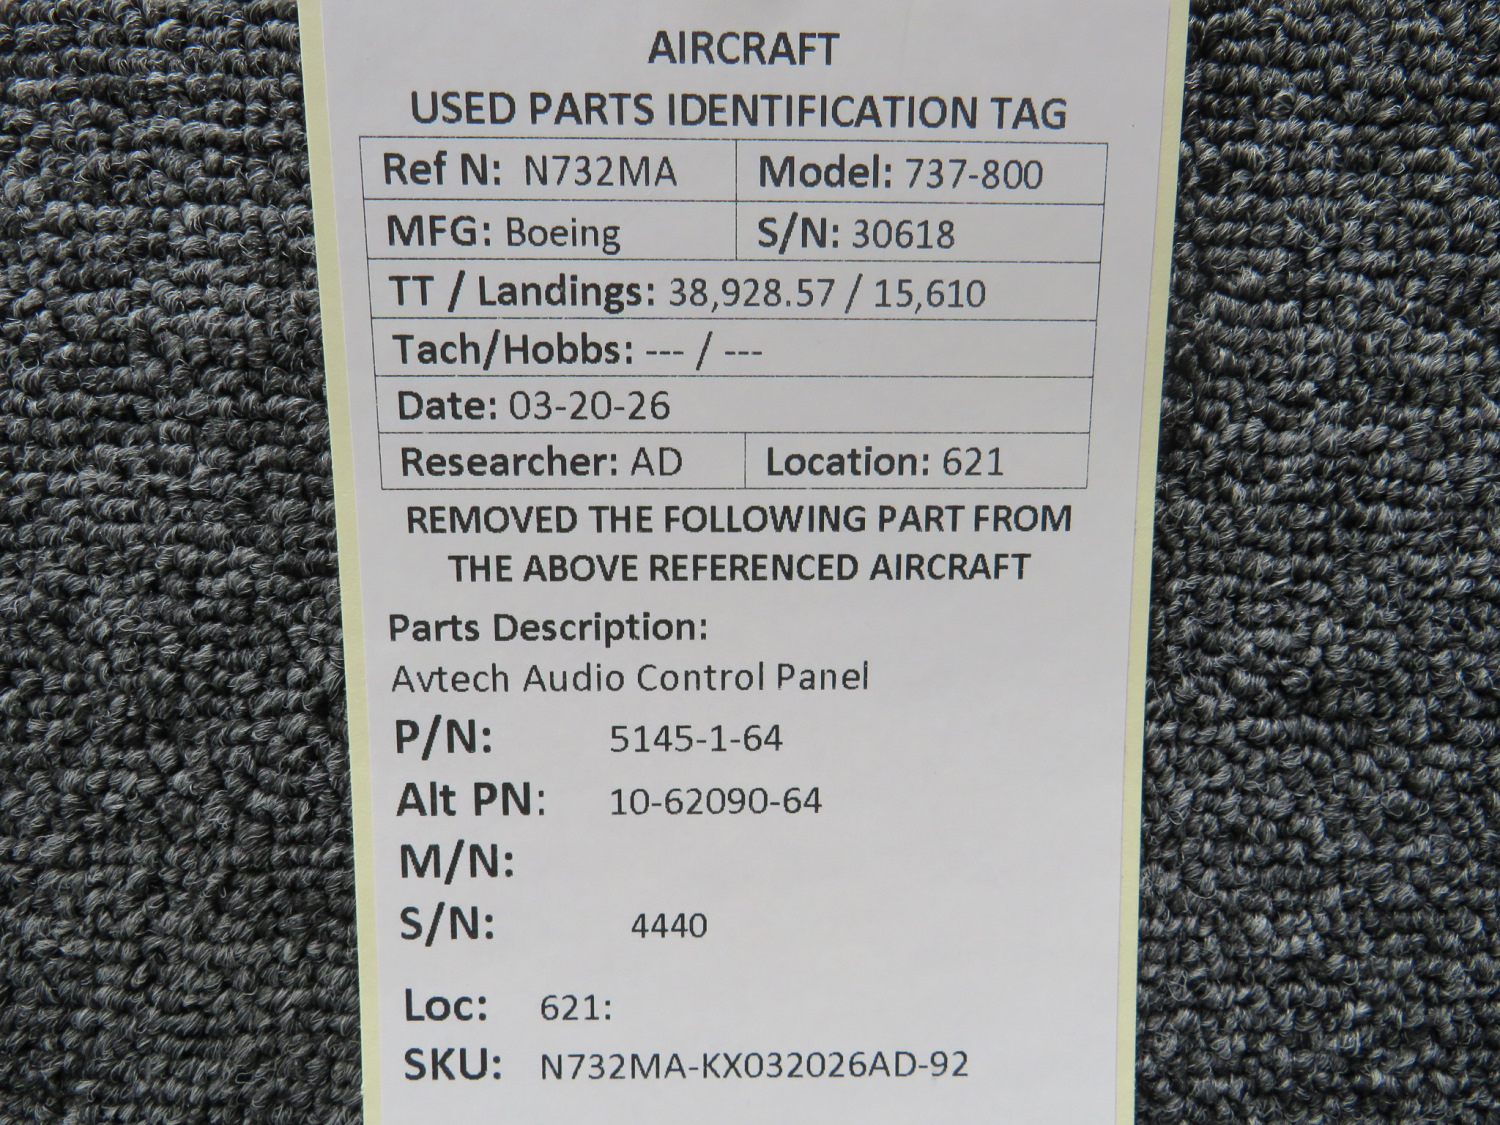 AIRCRAFT
USED PARTS IDENTIFICATION TAG
Ref N: N732MA Model: 737-800
MFG: Boeing S/N: 30618
TT / Landings: 38,928.57 / 15,610
Tach/Hobbs: --- / ---
Date: 03-20-26
Researcher: AD Location: 621
REMOVED THE FOLLOWING PART FROM
THE ABOVE REFERENCED AIRCRAFT
Parts Description:
Avtech Audio Control Panel
P/N: 5145-1-64
Alt PN: 10-62090-64
M/N:
S/N: 4440
Loc: 621:
SKU: N732MA-KX032026AD-92